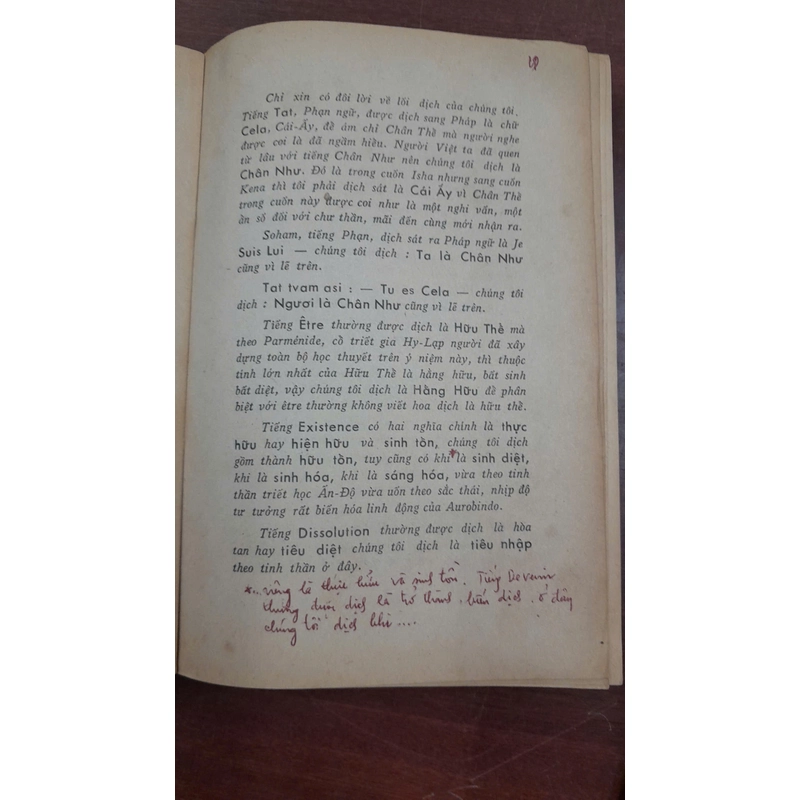 Chỉ xin có đôi lời về lối dịch của chúng tôi.
Tiếng Tat, Phạn ngữ, được dịch sang Pháp là chữ
Cela, Cái-Ấy, để ám chỉ Chân Thể mà người nghe
được coi là đã ngầm hiểu. Người Việt ta đã quen
từ lâu với tiếng Chân Như nên chúng tôi dịch là
Chân Như. Đó là trong cuốn Isha nhưng sang cuốn
Kena thì tôi phải dịch sát là Cái Ấy vì Chân Thể
trong cuốn này được coi như là một nghi vấn, một
ẩn số đối với chư thần, mãi đến cùng mới nhận ra.
Soham, tiếng Phạn, dịch sát ra Pháp ngữ là Je
Suis Lui — chúng tôi dịch : Ta là Chân Như
cũng vì lẽ trên.
Tat tvam asi : — Tu es Cela — chúng tôi
dịch : Ngươi là Chân Như cũng vì lẽ trên.
Tiếng Être thường được dịch là Hữu Thể mà
theo Parménide, cổ triết gia Hy-Lạp người đã xây
dựng toàn bộ học thuyết trên ý niệm này, thì thuộc
tính lớn nhất của Hữu Thể là hằng hữu, bất sinh
bất diệt, vậy chúng tôi dịch là Hằng Hữu để phân
biệt với être thường không viết hoa dịch là hữu thể.
Tiếng Existence có hai nghĩa chính là thực
hữu hay hiện hữu và sinh tồn, chúng tôi dịch
gồm thành hữu tồn, tuy cũng có khi là sinh diệt,
khi là sinh hóa, khi là sáng hóa, vừa theo tinh
thần triết học Ấn-Độ vừa uốn theo sắc thái, nhịp độ
tư tưởng rất biến hóa linh động của Aurobindo.
Tiếng Dissolution thường được dịch là hòa
tan hay tiêu diệt chúng tôi dịch là tiêu nhập
theo tinh thần ở đây.
*... là thực hữu và sinh tồn. Tiếng Devenir
thường được dịch là trở thành, dịch, ở đây
chúng tôi dịch khi ....